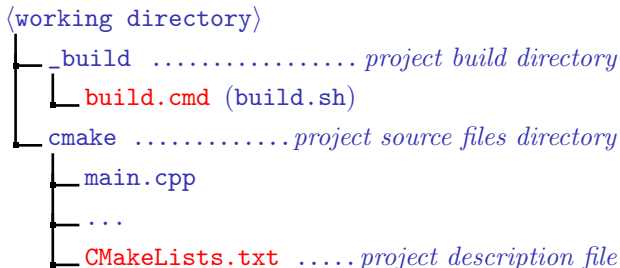 ⟨working directory⟩
_build ................. project build directory
build.cmd (build.sh)
cmake ............. project source files directory
main.cpp
...
CMakeLists.txt ..... project description file